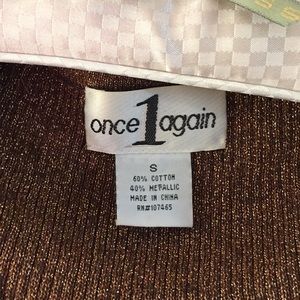 once 1 again
S
60% COTTON
40% METALLIC
MADE IN CHINA
RN#107465